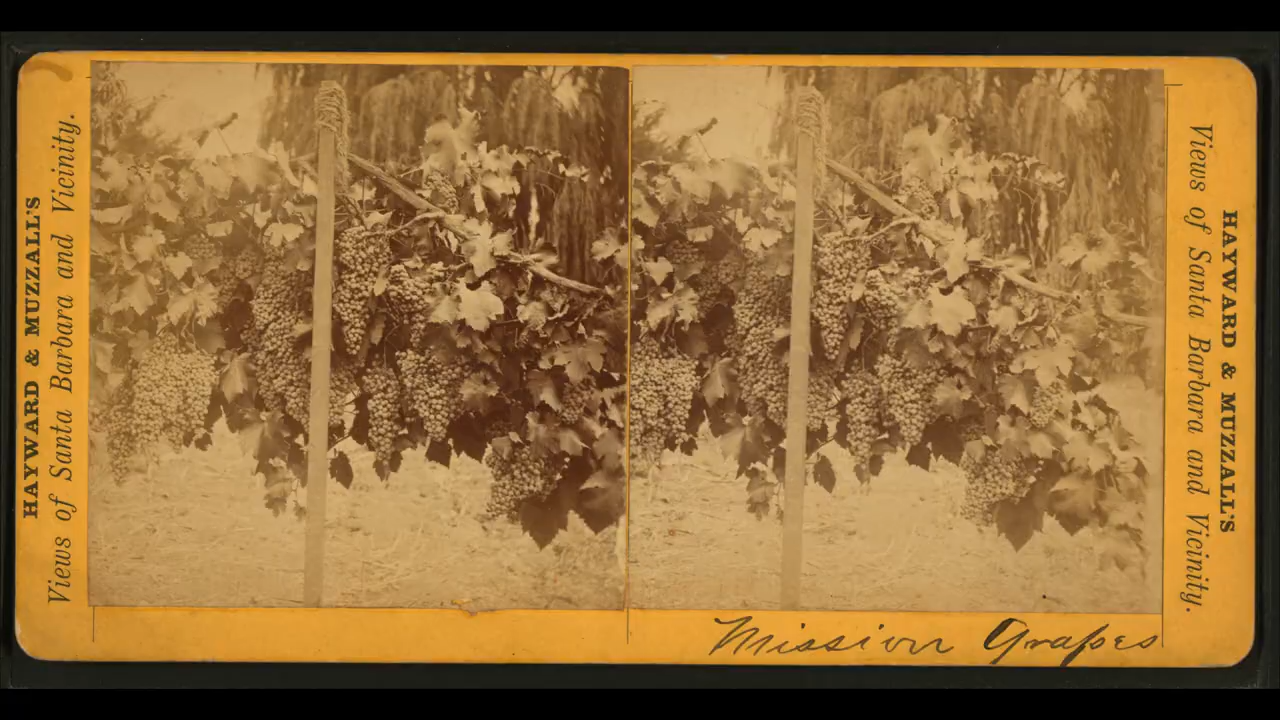 HAYWARD & MUZZALL'S
Views of Santa Barbara and Vicinity.
HAYWARD & MUZZALL'S
Views of Santa Barbara and Vicinity.
Mission Grapes